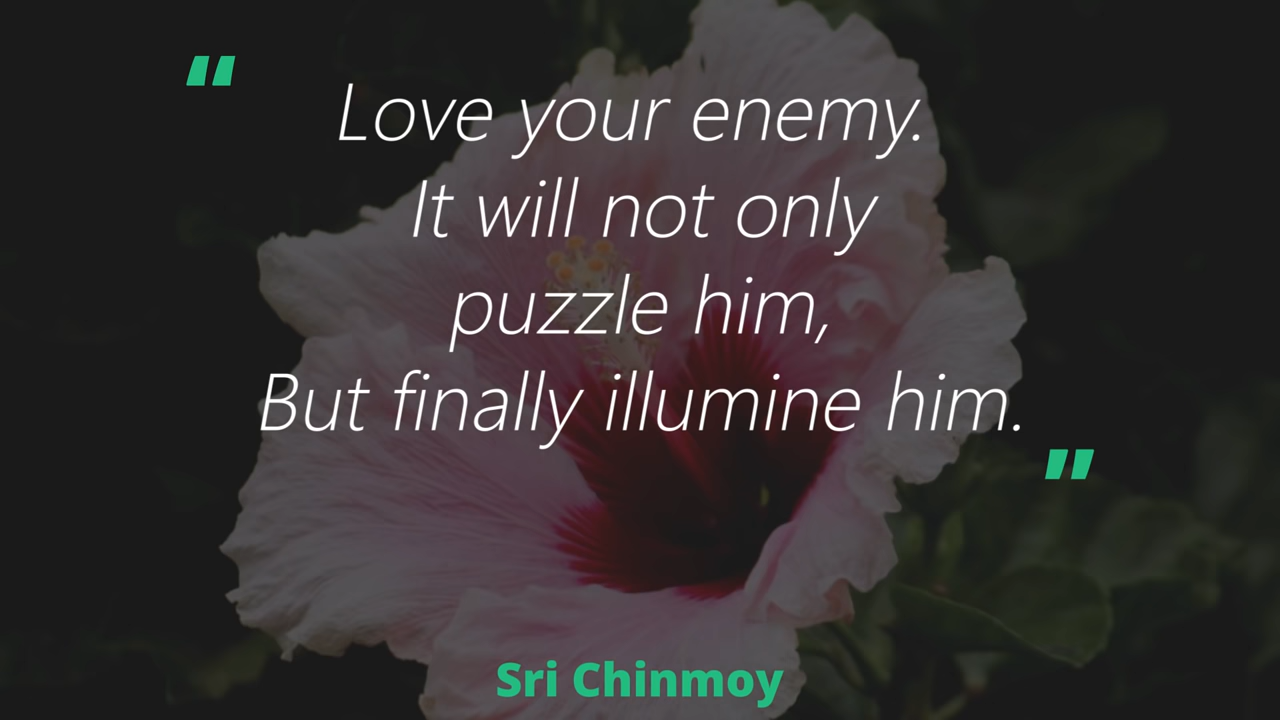 “
Love your enemy.
It will not only
puzzle him,
But finally illumine him.
”
Sri Chinmoy